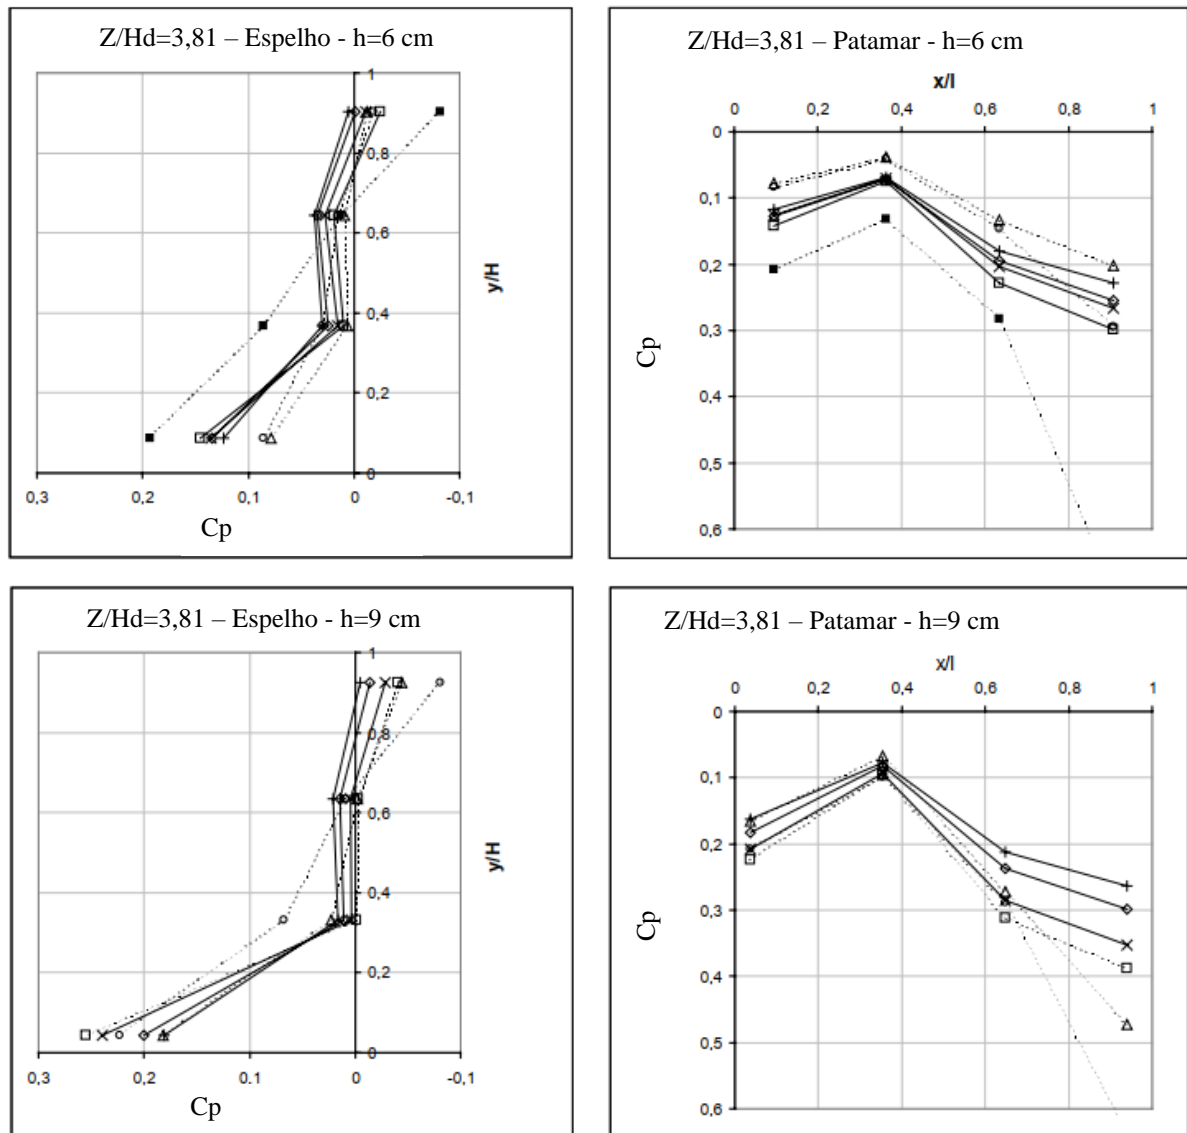 Z/Hd=3,81 – Espelho - h=6 cm
1
0,8
0,6
0,4
0,2
0
y/H
0,3 0,2 0,1 0 -0,1
Cp
Z/Hd=3,81 – Patamar - h=6 cm
x/l
0 0,2 0,4 0,6 0,8 1
0
0,1
0,2
0,3
0,4
0,5
0,6
Cp
Z/Hd=3,81 – Espelho - h=9 cm
1
0,8
0,6
0,4
0,2
0
y/H
0,3 0,2 0.1 0 -0,1
Cp
Z/Hd=3,81 – Patamar - h=9 cm
x/l
0 0,2 0,4 0,6 0,8 1
0
0,1
0,2
0,3
0,4
0,5
0,6
Cp